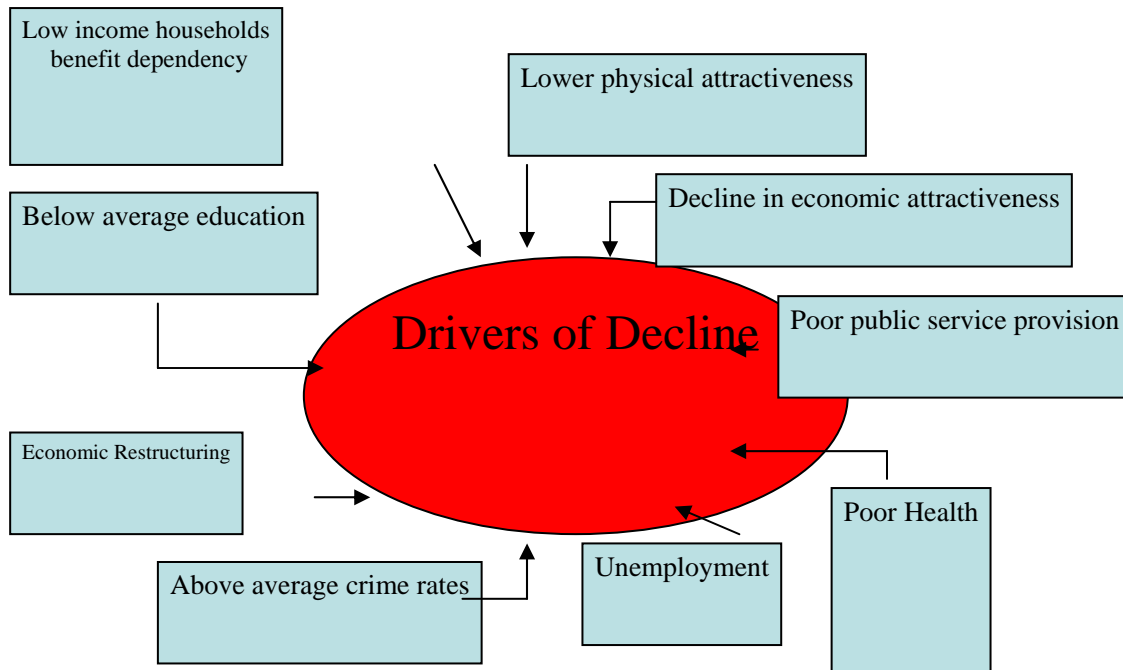 Low income households
benefit dependency
Lower physical attractiveness
Decline in economic attractiveness
Below average education
Poor public service provision
Drivers of Decline
Economic Restructuring
Poor Health
Unemployment
Above average crime rates